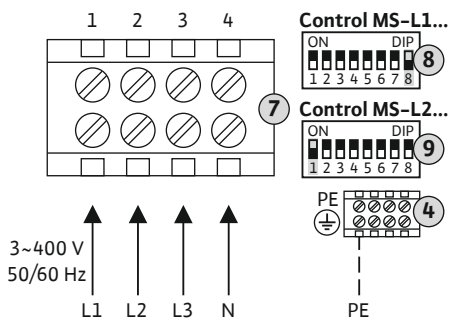 1 2 3 4
Control MS-L1...
ON DIP
1 2 3 4 5 6 7 8
8
7
Control MS-L2...
ON DIP
1 2 3 4 5 6 7 8
9
PE
4
3~400 V
50/60 Hz
L1 L2 L3 N PE